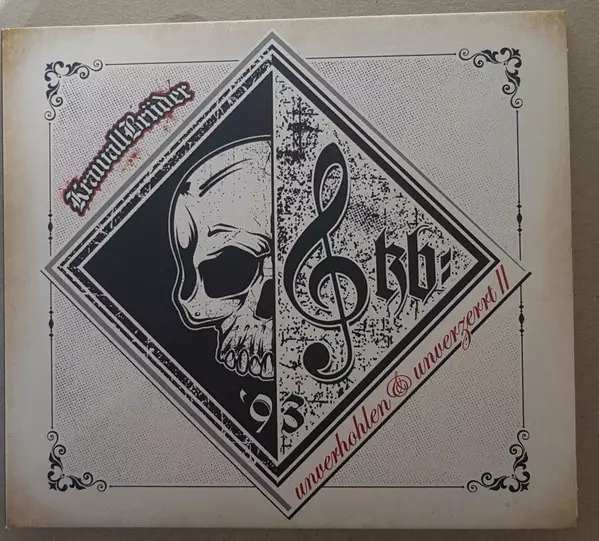 KrawallBrüder
kb:
'93
unverhohlen & unverzerrt II